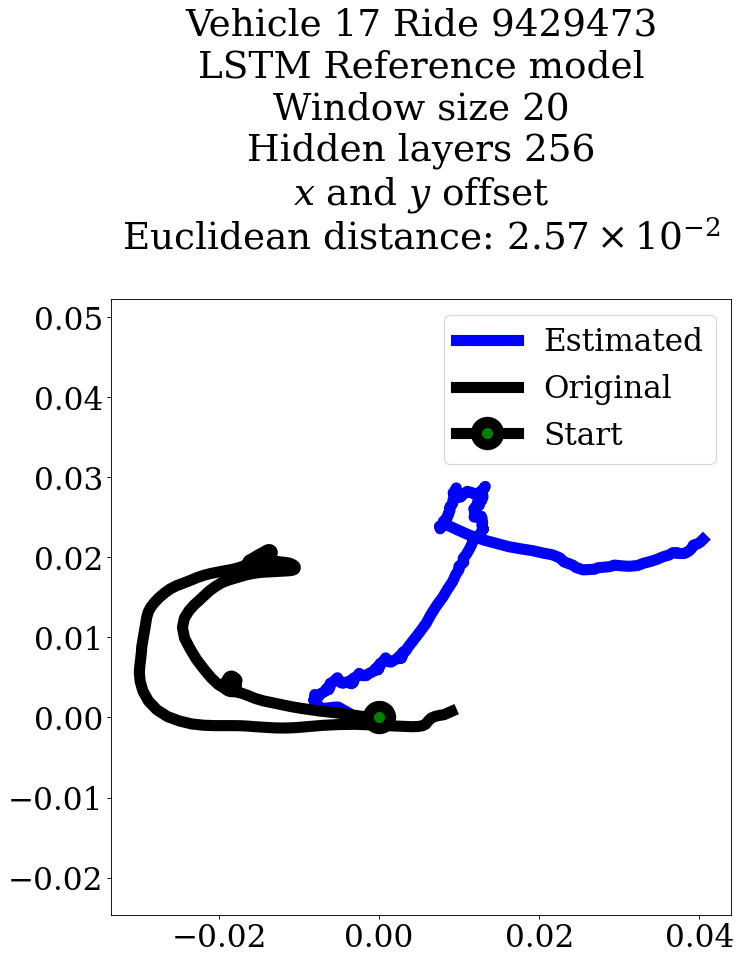 Vehicle 17 Ride 9429473
LSTM Reference model
Window size 20
Hidden layers 256
x and y offset
Euclidean distance: 2.57 × 10⁻²
Estimated
Original
Start
0.05
0.04
0.03
0.02
0.01
0.00
−0.01
−0.02
−0.02 0.00 0.02 0.04